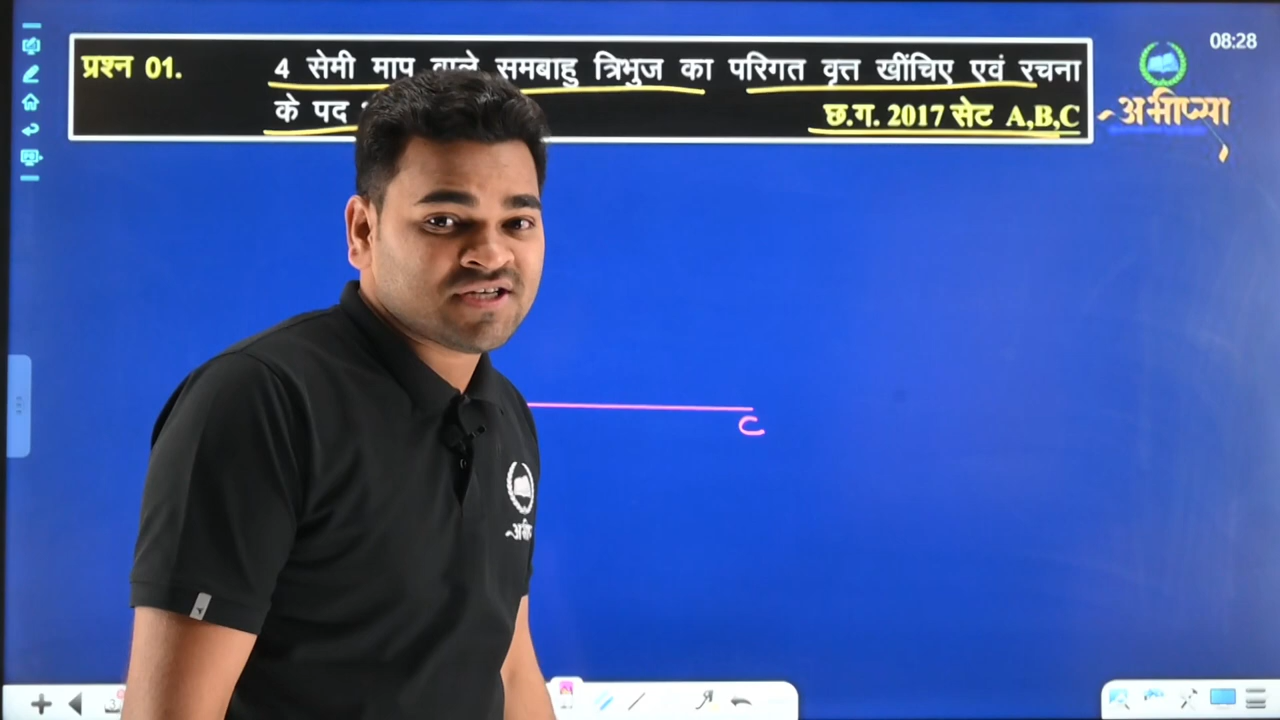 08:28
प्रश्न 01. 4 सेमी माप वाले समबाहु त्रिभुज का परिगत वृत्त खींचिए एवं रचना
के पद
छ.ग. 2017 सेट A,B,C
अभीप्सा
C